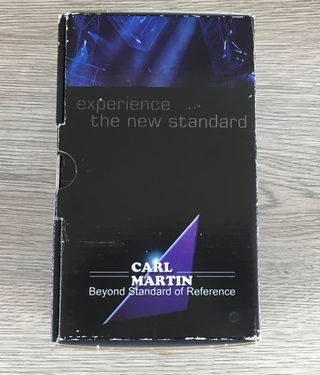 experience
the new standard
CARL
MARTIN
Beyond Standard of Reference